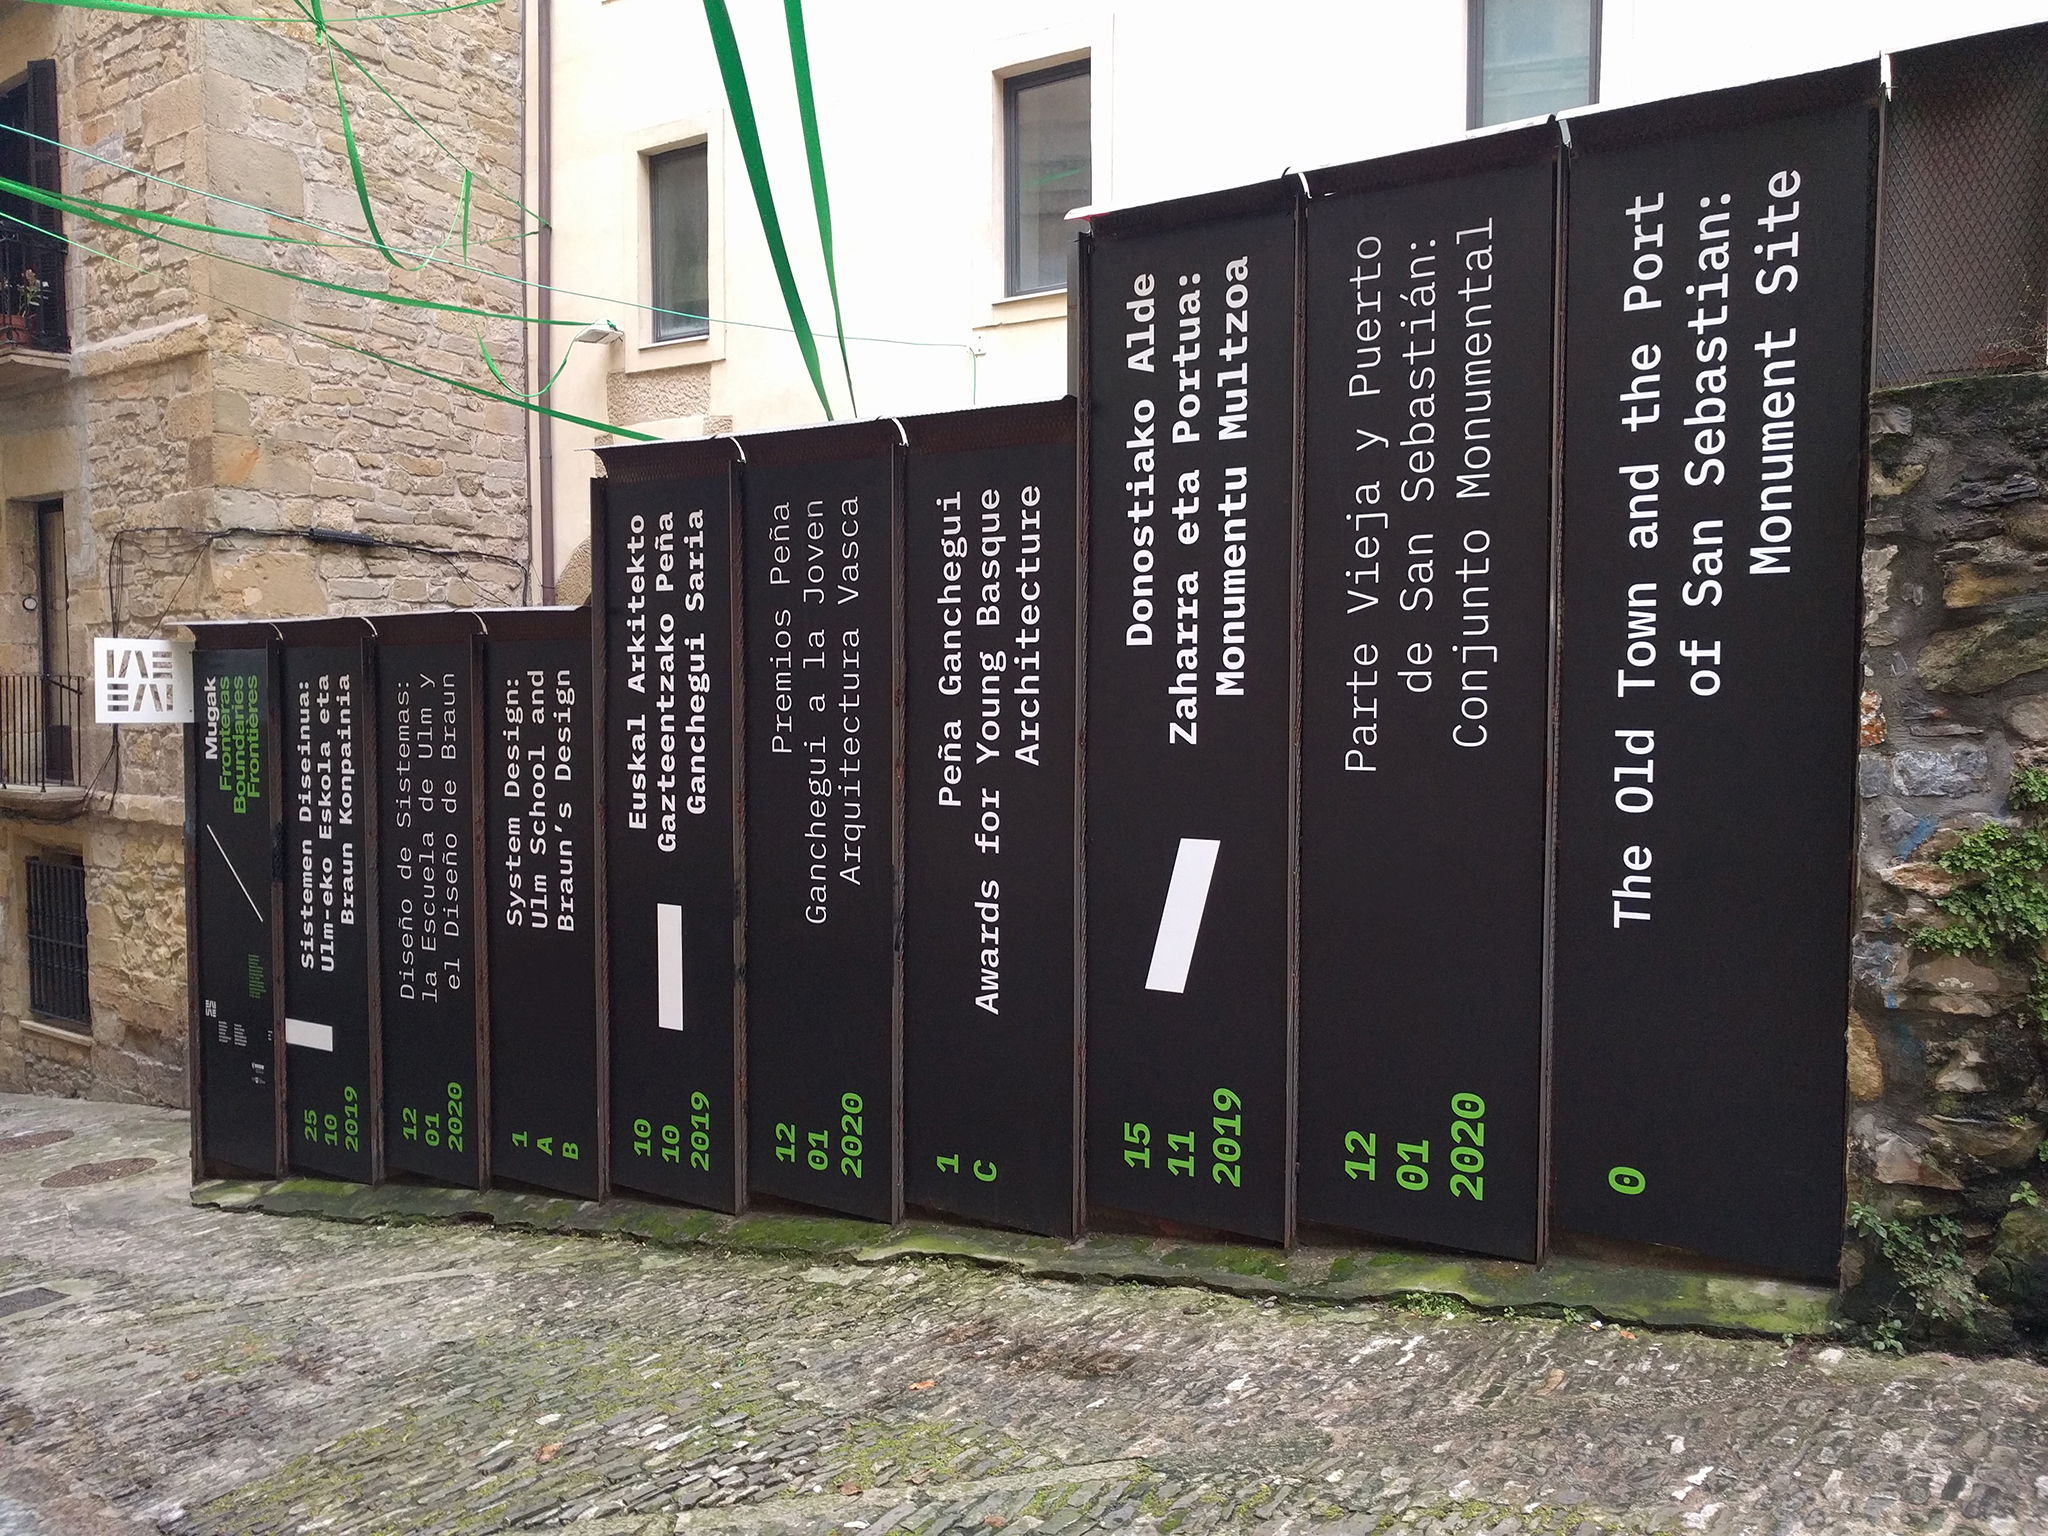 Mugak
Fronteras
Boundaries
Frontières
Sistemen Diseinua:
Ulm-eko Eskola eta
Braun Konpainia
25
10
2019
Diseño de Sistemas:
la Escuela de Ulm y
el Diseño de Braun
12
01
2020
System Design:
Ulm School and
Braun's Design
1
A
B
Euskal Arkitekto
Gazteentzako Peña
Ganchegui Saria
10
10
2019
Premios Peña
Ganchegui a la Joven
Arquitectura Vasca
12
01
2020
Peña Ganchegui
Awards for Young Basque
Architecture
1
C
Donostiako Alde
Zaharra eta Portua:
Monumentu Multzoa
15
11
2019
Parte Vieja y Puerto
de San Sebastián:
Conjunto Monumental
12
01
2020
The Old Town and the Port
of San Sebastian:
Monument Site
0